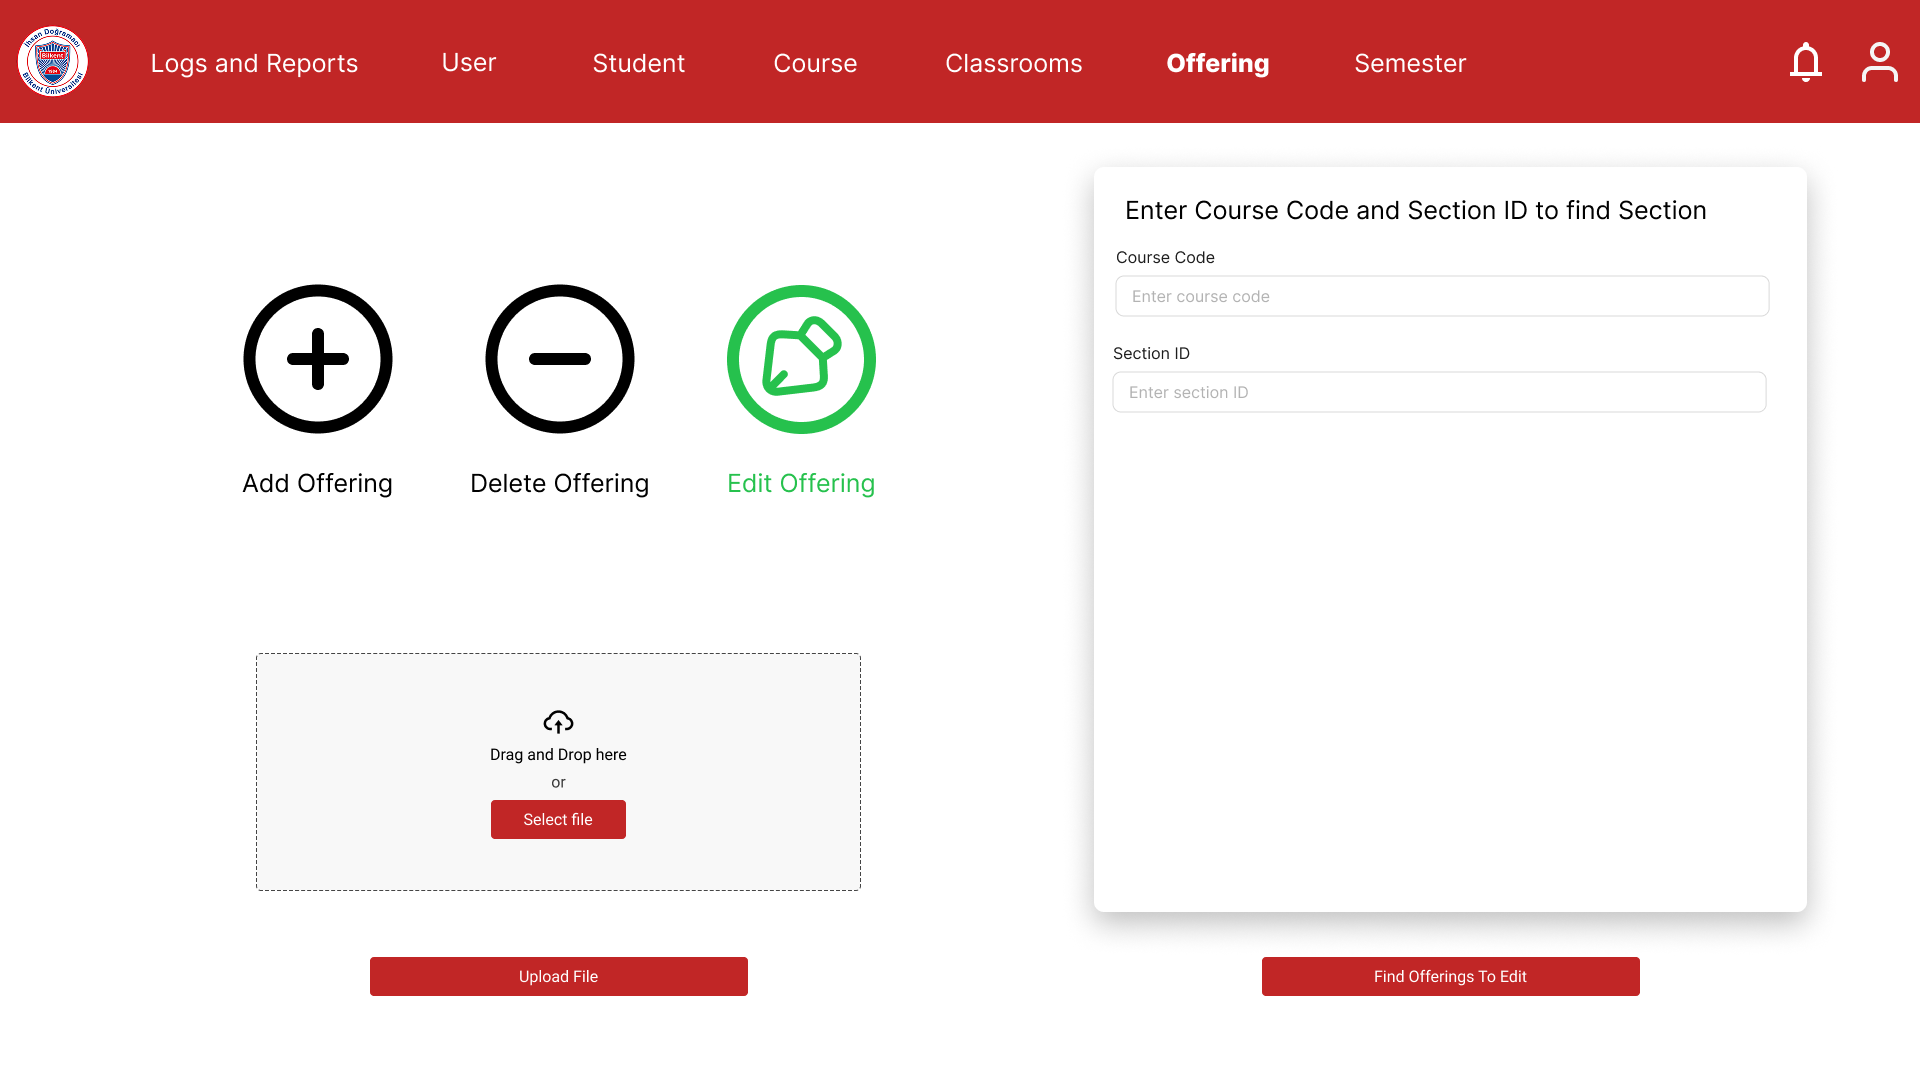 İhsan Doğramacı
Bilkent
1984
Bilkent Üniversitesi
Logs and Reports
User
Student
Course
Classrooms
Offering
Semester
Add Offering
Delete Offering
Edit Offering
Drag and Drop here
or
Select file
Upload File
Enter Course Code and Section ID to find Section
Course Code
Enter course code
Section ID
Enter section ID
Find Offerings To Edit